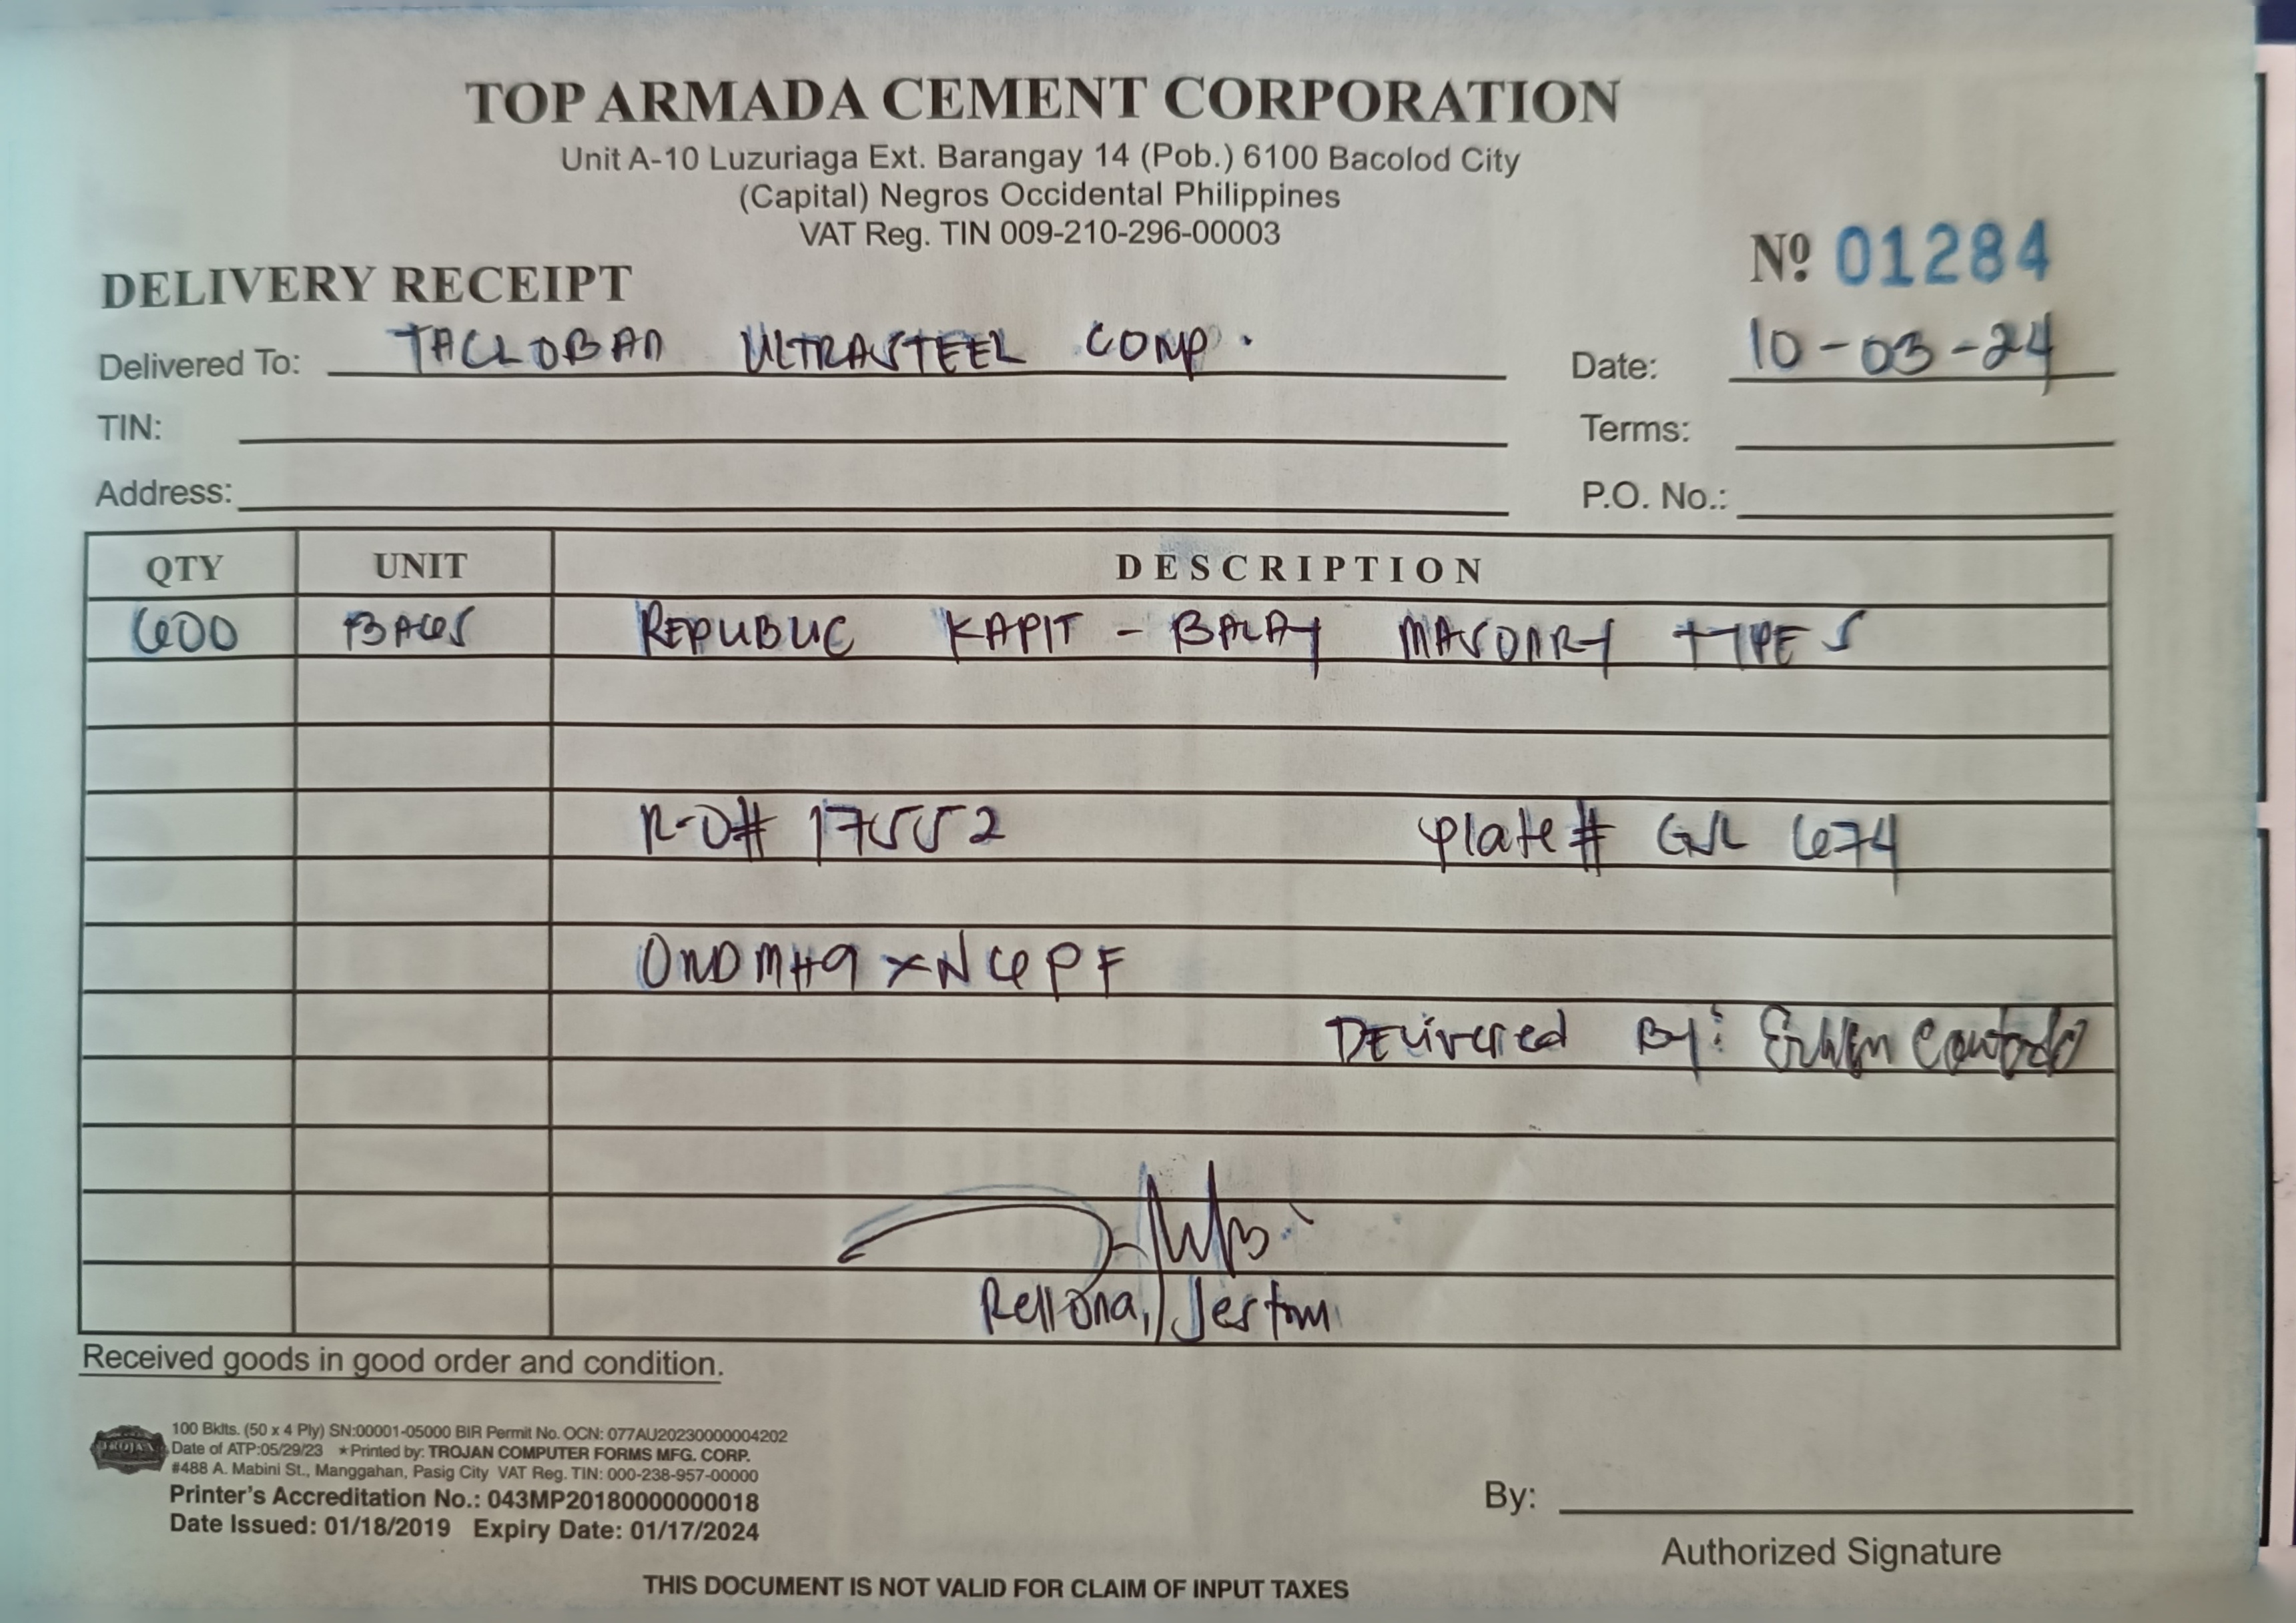 TOP ARMADA CEMENT CORPORATION
Unit A-10 Luzuriaga Ext. Barangay 14 (Pob.) 6100 Bacolod City
(Capital) Negros Occidental Philippines
VAT Reg. TIN 009-210-296-00003
Nº 01284
DELIVERY RECEIPT
Delivered To: TACLOBAN ULTRASTEEL CORP. Date: 10-03-24
TIN: Terms:
Address: P.O. No.:
QTY UNIT DESCRIPTION
600 BAGS REPUBLIC KAPIT-BALAY MASONRY TYPE S
R-O# 17552 Plate# GSL 674
Delivered By: Erwin
Rellona, Jestom
Received goods in good order and condition.
TROJAN
100 Bklts. (50 x 4 Ply) SN:00001-05000 BIR Permit No. OCN: 077AU20230000004202
Date of ATP:05/29/23 ★Printed by: TROJAN COMPUTER FORMS MFG. CORP.
#488 A. Mabini St., Manggahan, Pasig City VAT Reg. TIN: 000-238-957-00000
Printer's Accreditation No.: 043MP20180000000018
Date Issued: 01/18/2019 Expiry Date: 01/17/2024
By:
Authorized Signature
THIS DOCUMENT IS NOT VALID FOR CLAIM OF INPUT TAXES